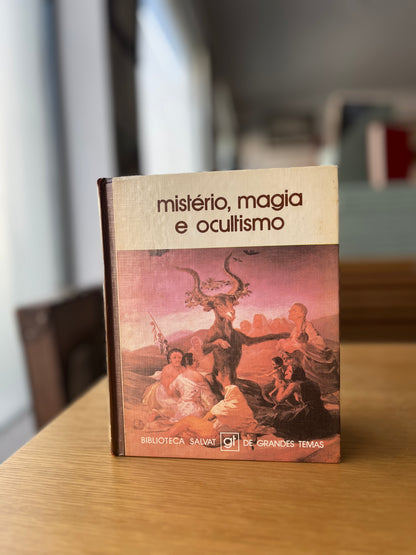 mistério, magia
e ocultismo
BIBLIOTECA SALVAT gt DE GRANDES TEMAS